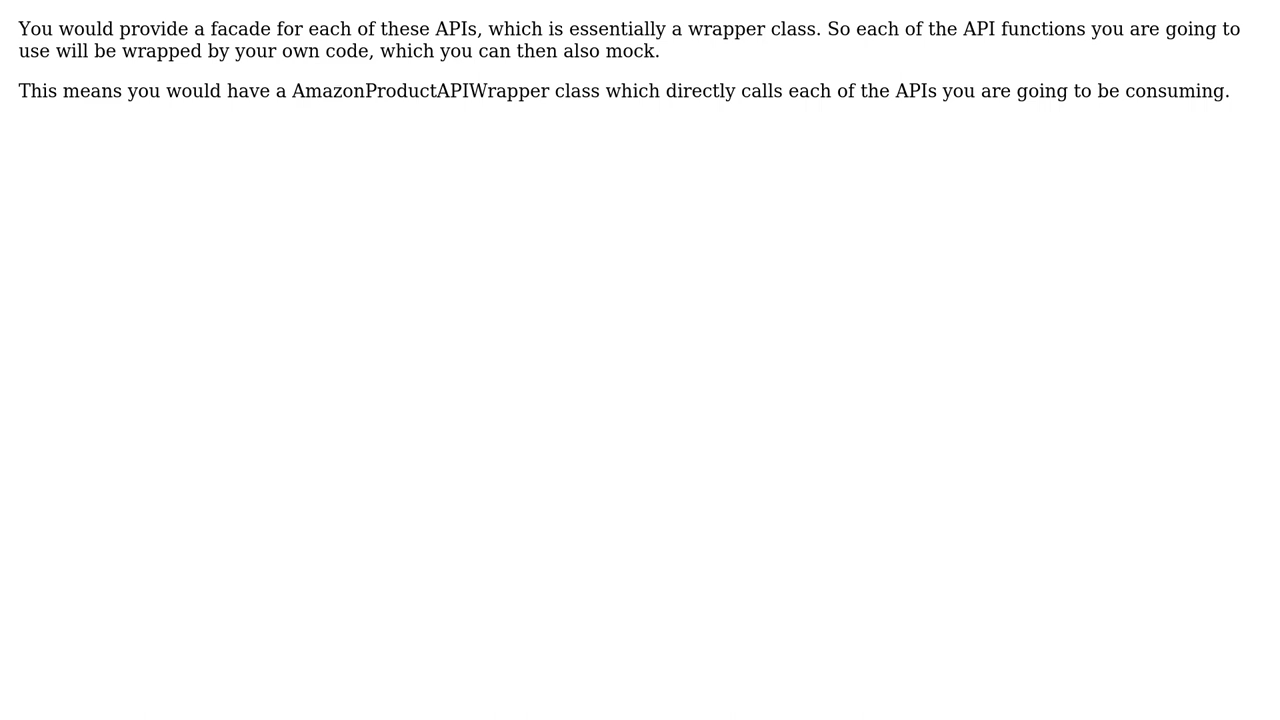 You would provide a facade for each of these APIs, which is essentially a wrapper class. So each of the API functions you are going to
use will be wrapped by your own code, which you can then also mock.
This means you would have a AmazonProductAPIWrapper class which directly calls each of the APIs you are going to be consuming.